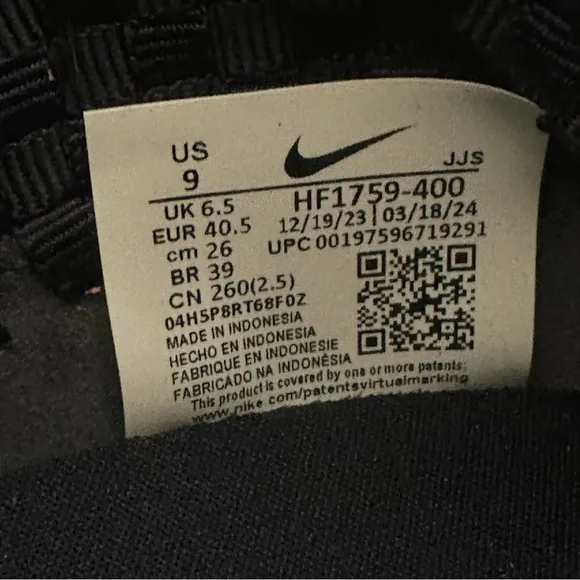 US
9
JJS
UK 6.5
HF1759-400
EUR 40.5
12/19/23 | 03/18/24
cm 26
UPC 00197596719291
BR 39
CN 260(2.5)
04H5P8RT68F0Z
MADE IN INDONESIA
HECHO EN INDONESIA
FABRIQUE EN INDONESIE
FABRICADO NA INDONÉSIA
This product is covered by one or more patents:
www.nike.com/patentsvirtualmarking